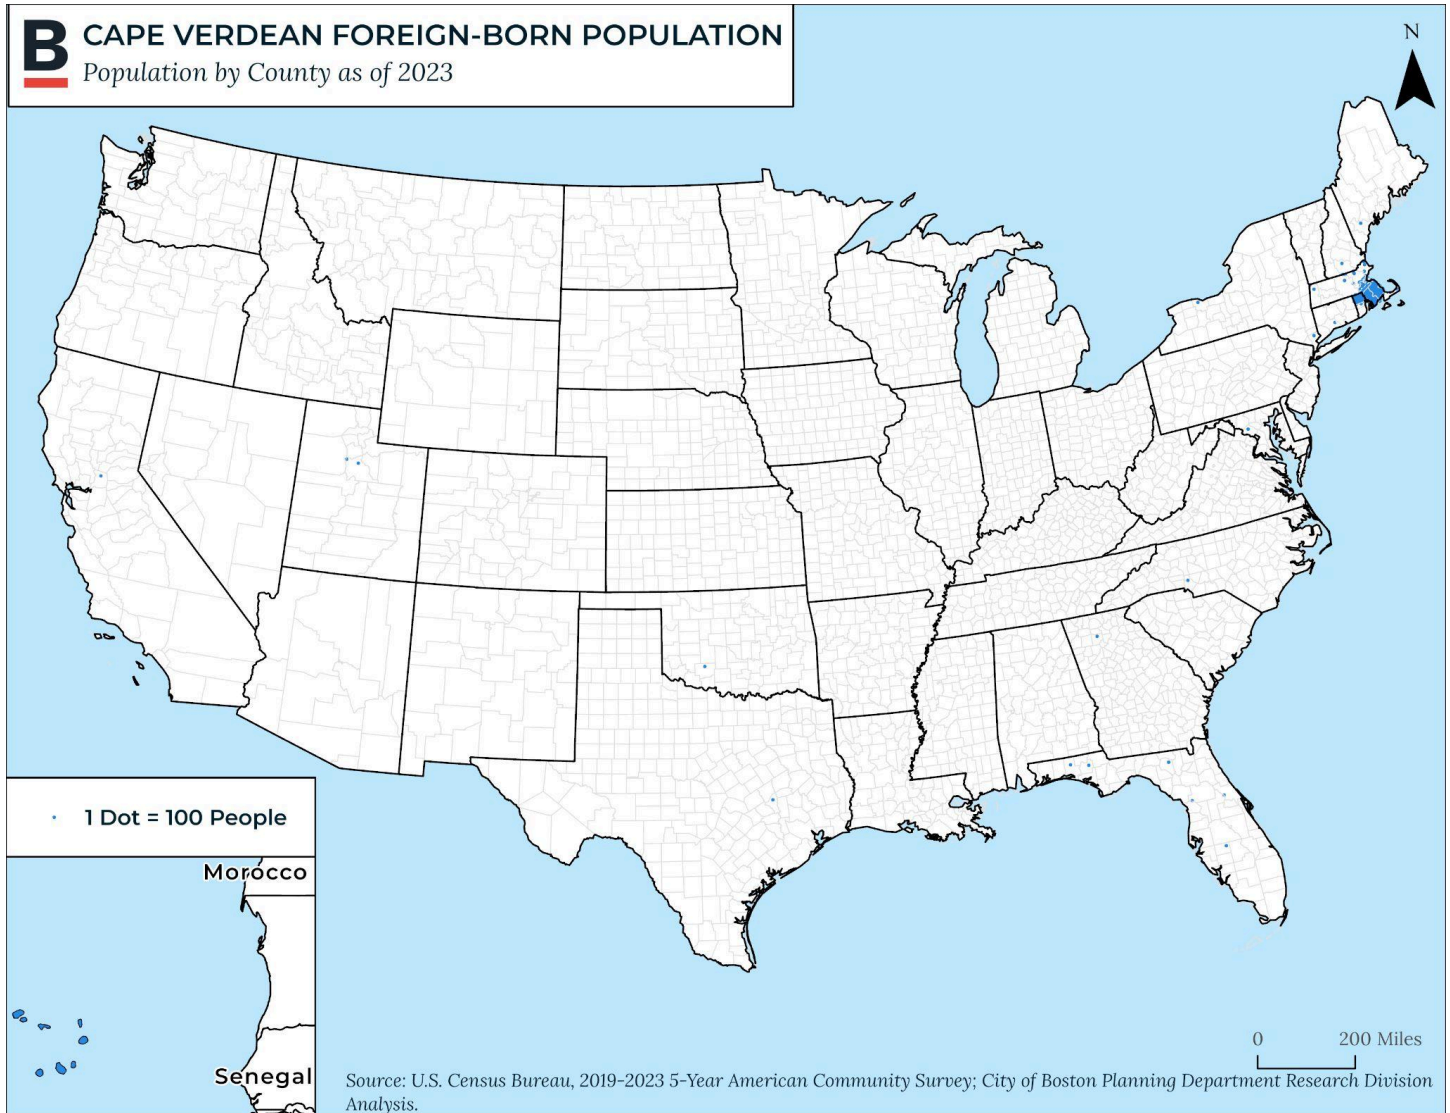 B
CAPE VERDEAN FOREIGN-BORN POPULATION
Population by County as of 2023
N
1 Dot = 100 People
Morocco
Senegal
0 200 Miles
Source: U.S. Census Bureau, 2019-2023 5-Year American Community Survey; City of Boston Planning Department Research Division
Analysis.